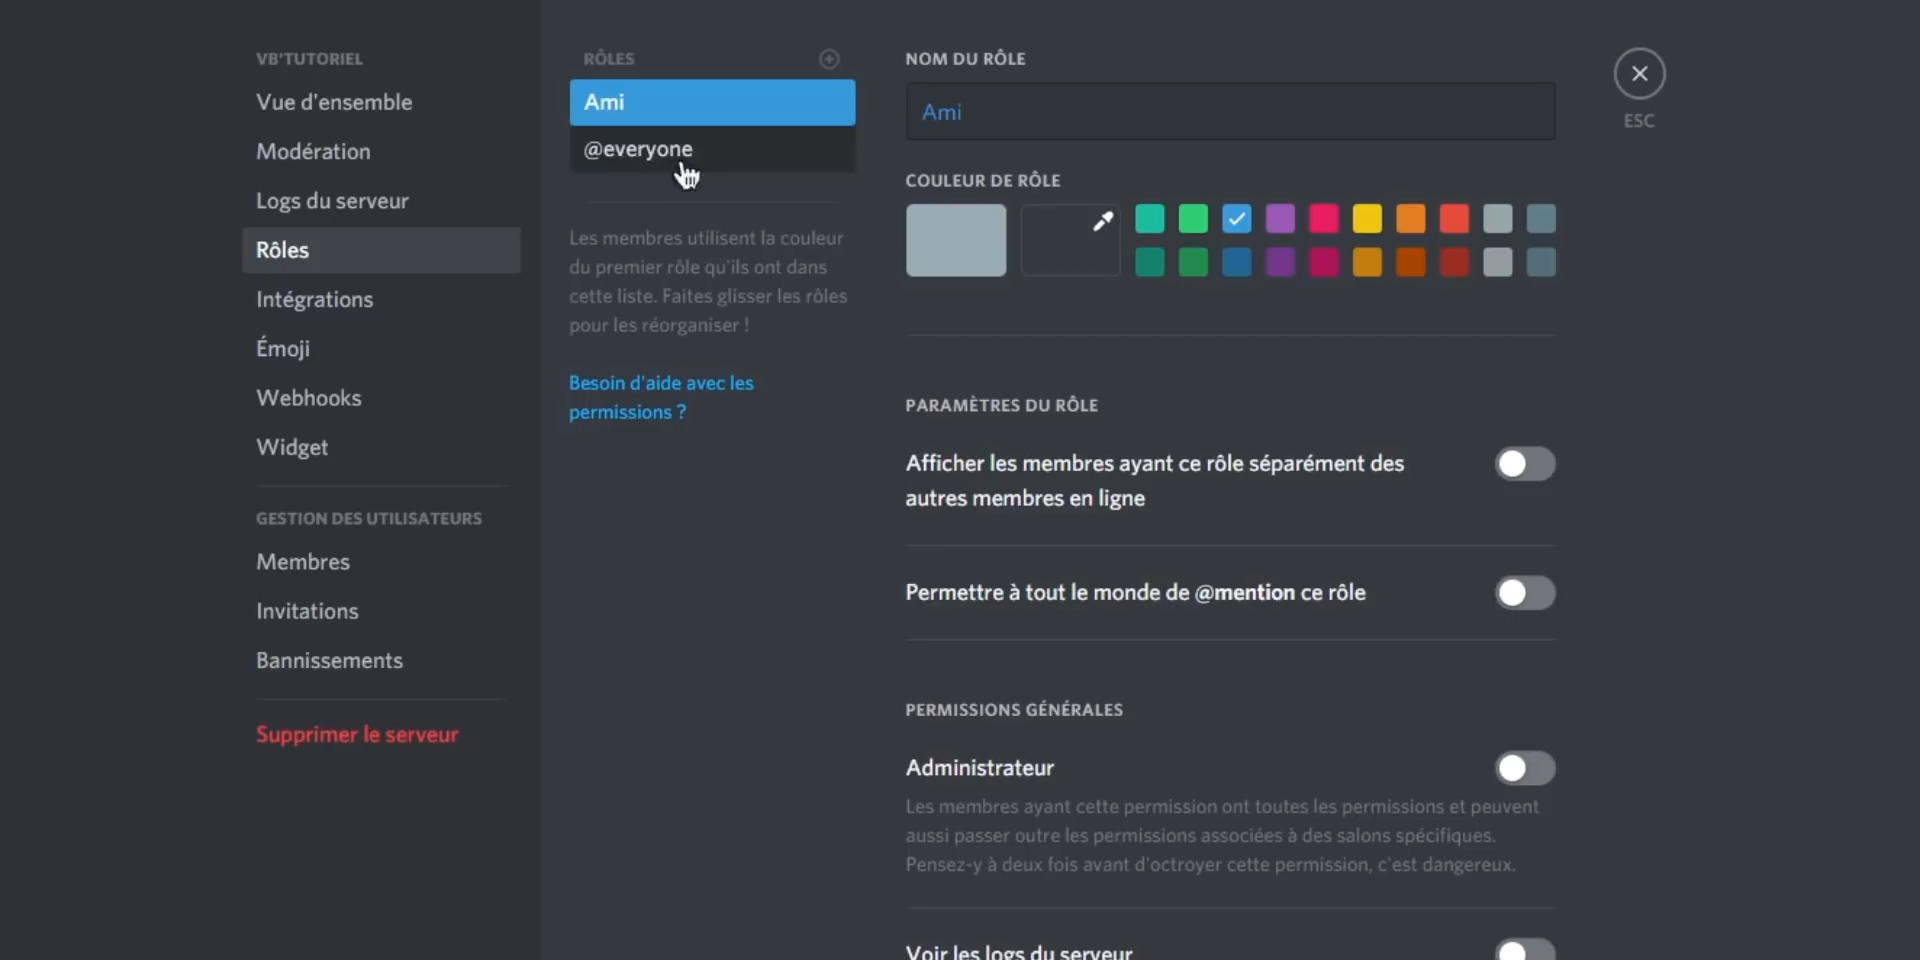 VB'TUTORIEL
Vue d'ensemble
Modération
Logs du serveur
Rôles
Intégrations
Émoji
Webhooks
Widget
GESTION DES UTILISATEURS
Membres
Invitations
Bannissements
Supprimer le serveur
RÔLES
Ami
@everyone
Les membres utilisent la couleur
du premier rôle qu'ils ont dans
cette liste. Faites glisser les rôles
pour les réorganiser !
Besoin d'aide avec les
permissions ?
NOM DU RÔLE
Ami
COULEUR DE RÔLE
PARAMÈTRES DU RÔLE
Afficher les membres ayant ce rôle séparément des
autres membres en ligne
Permettre à tout le monde de @mention ce rôle
PERMISSIONS GÉNÉRALES
Administrateur
Les membres ayant cette permission ont toutes les permissions et peuvent
aussi passer outre les permissions associées à des salons spécifiques.
Pensez-y à deux fois avant d'octroyer cette permission, c'est dangereux.
Voir les logs du serveur
ESC